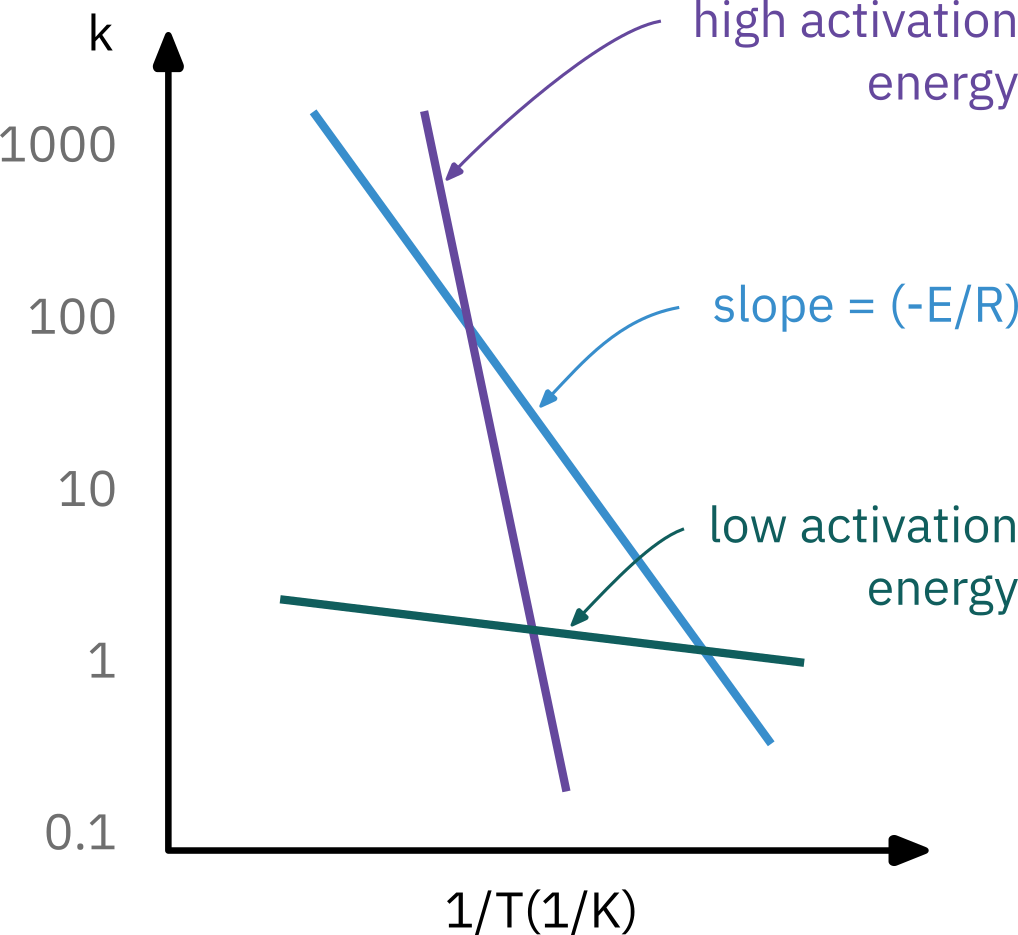 k
high activation
energy
1000
100
slope = (-E/R)
10
low activation
energy
1
0.1
1/T(1/K)